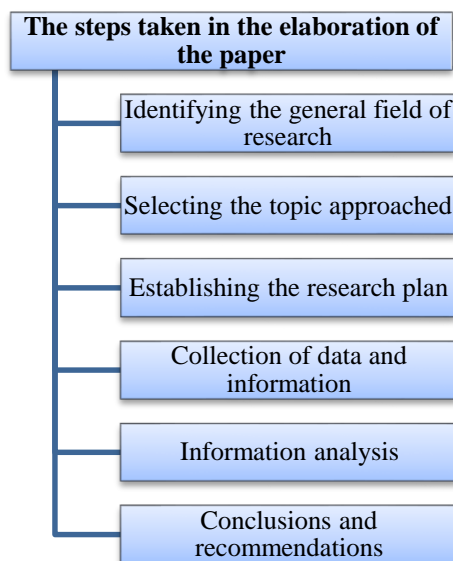 The steps taken in the elaboration of
the paper
Identifying the general field of
research
Selecting the topic approached
Establishing the research plan
Collection of data and
information
Information analysis
Conclusions and
recommendations